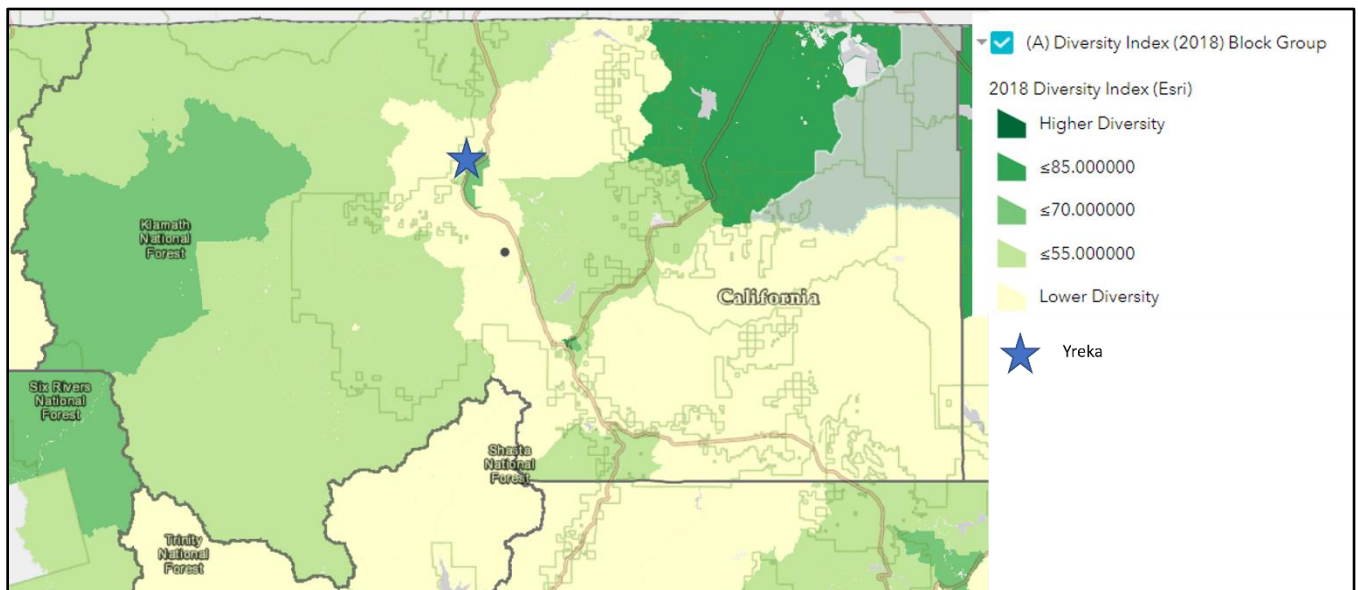 (A) Diversity Index (2018) Block Group
2018 Diversity Index (Esri)
Higher Diversity
≤85.000000
≤70.000000
≤55.000000
Lower Diversity
Yreka
Klamath
National
Forest
California
Six Rivers
National
Forest
Shasta
National
Forest
Trinity
National
Forest